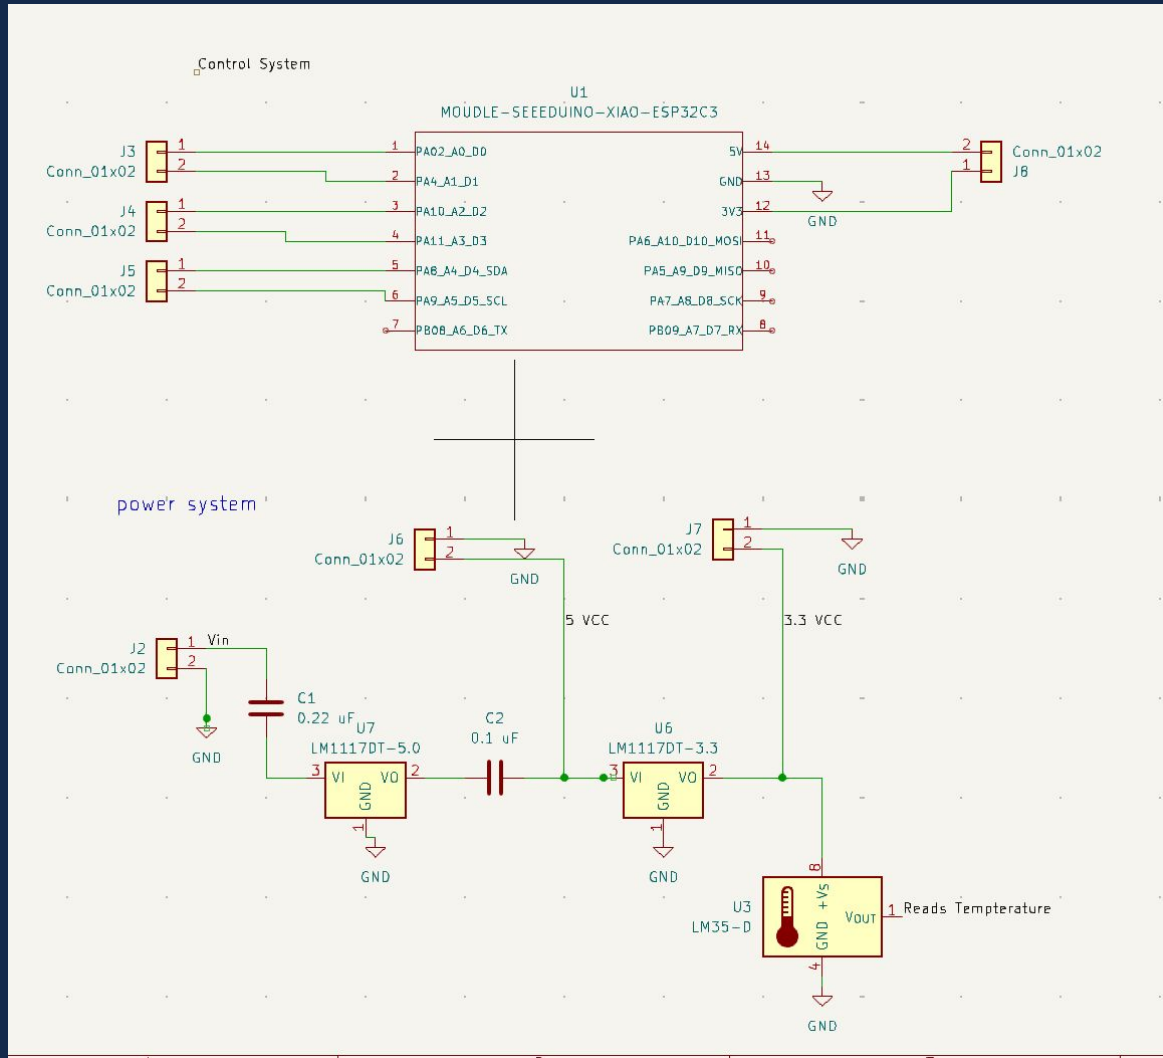 Control System
U1
MOUDLE-SEEEDUINO-XIAO-ESP32C3
J3
Conn_01x02
1
2
J4
Conn_01x02
1
2
J5
Conn_01x02
1
2
1 PA02_A0_D0
2 PA4_A1_D1
3 PA10_A2_D2
4 PA11_A3_D3
5 PA8_A4_D4_SDA
6 PA9_A5_D5_SCL
7 PB08_A6_D6_TX
5V 14
GND 13
3V3 12
PA6_A10_D10_MOSI 11
PA5_A9_D9_MISO 10
PA7_A8_D8_SCK 9
PB09_A7_D7_RX 8
GND
2
1
Conn_01x02
J8
power system
J6
Conn_01x02
1
2
GND
5 VCC
J7
Conn_01x02
1
2
GND
3.3 VCC
J2
Conn_01x02
1 Vin
2
GND
C1
0.22 uF
U7
LM1117DT-5.0
3 VI VO 2
GND
1
GND
C2
0.1 uF
U6
LM1117DT-3.3
3 VI VO 2
GND
1
GND
U3
LM35-D
8
+Vs
GND
VOUT
1 Reads Tempterature
4
GND